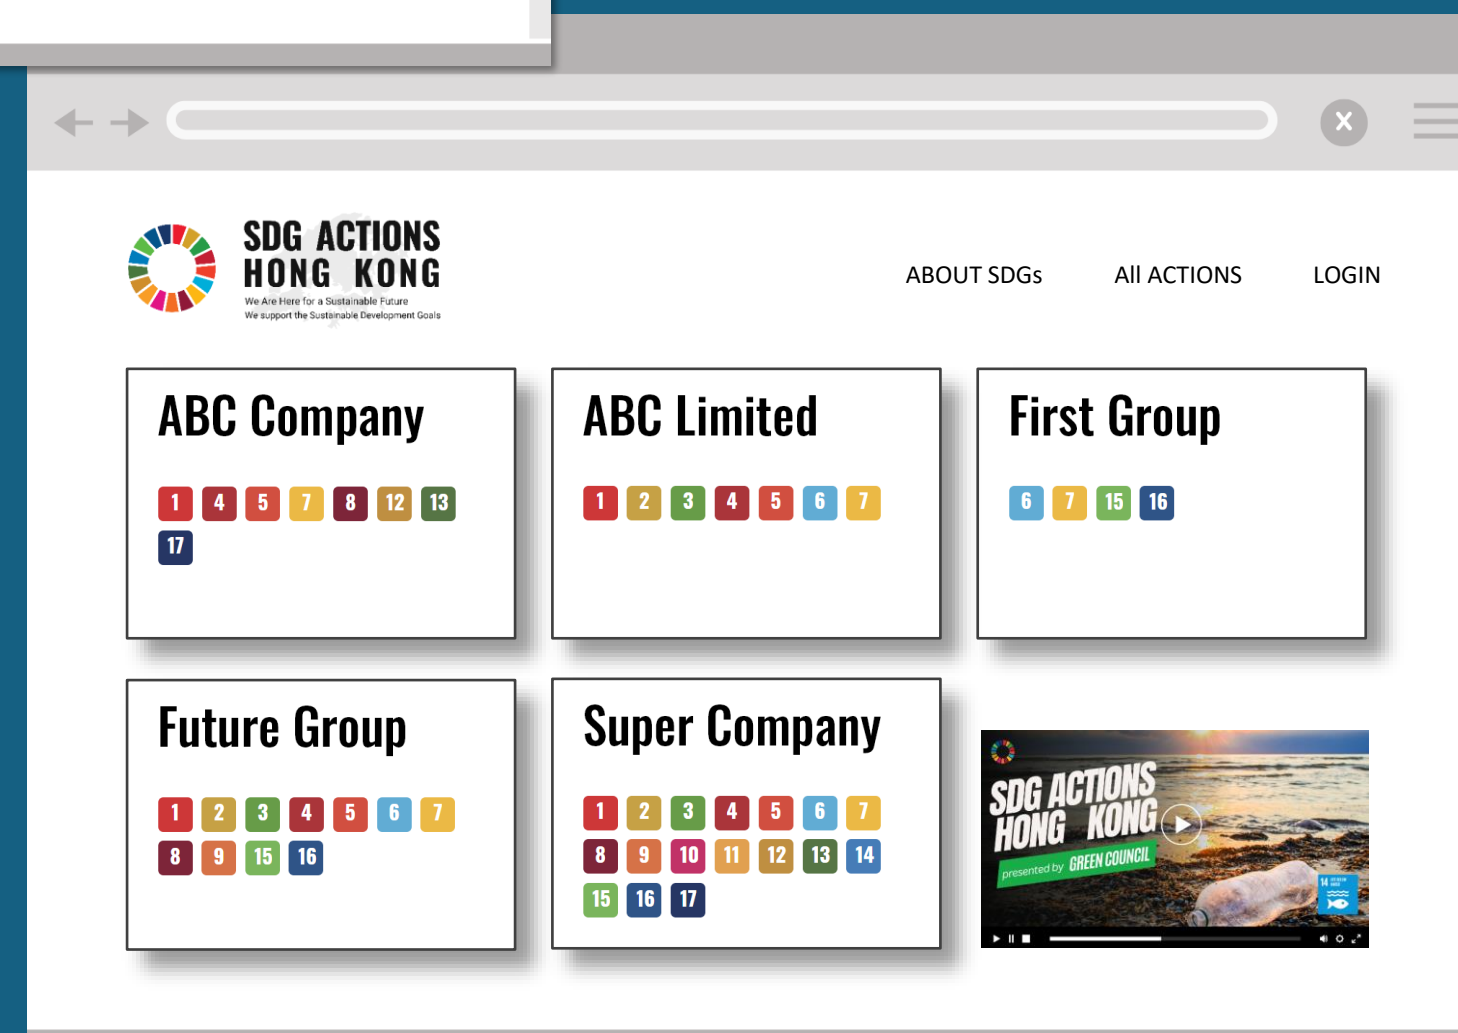 X
SDG ACTIONS
HONG KONG
We Are Here for a Sustainable Future
We support the Sustainable Development Goals
ABOUT SDGs
All ACTIONS
LOGIN
ABC Company
1 4 5 7 8 12 13
17
ABC Limited
1 2 3 4 5 6 7
First Group
6 7 15 16
Future Group
1 2 3 4 5 6 7
8 9 15 16
Super Company
1 2 3 4 5 6 7
8 9 10 11 12 13 14
15 16 17
SDG ACTIONS
HONG KONG
presented by GREEN COUNCIL
14